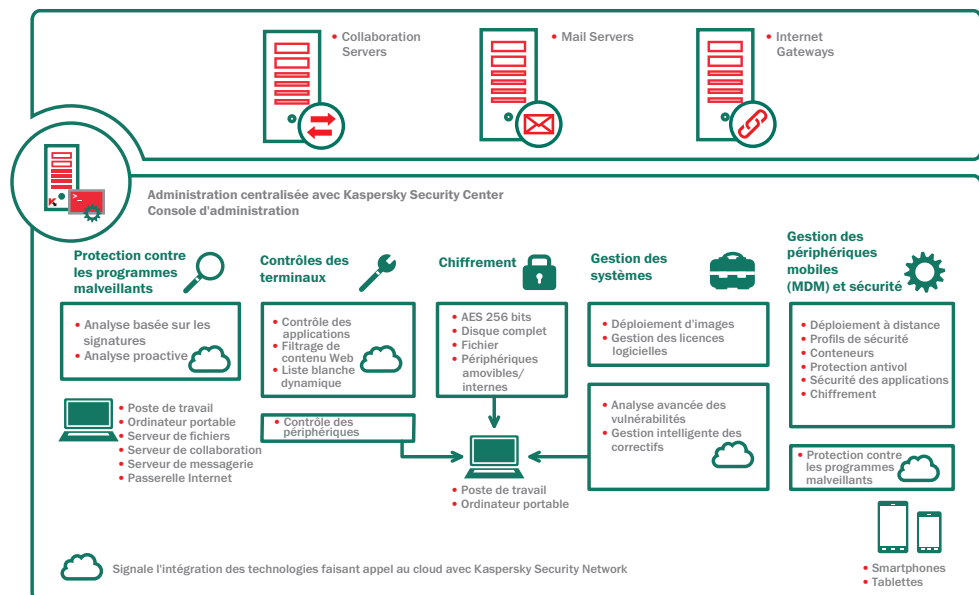 • Collaboration
Servers
• Mail Servers
• Internet
Gateways
K
>_
Administration centralisée avec Kaspersky Security Center
Console d'administration
Protection contre
les programmes
malveillants
• Analyse basée sur les
signatures
• Analyse proactive
• Poste de travail
• Ordinateur portable
• Serveur de fichiers
• Serveur de collaboration
• Serveur de messagerie
• Passerelle Internet
Contrôles des
terminaux
• Contrôle des
applications
• Filtrage de
contenu Web
• Liste blanche
dynamique
• Contrôle des
périphériques
Chiffrement
• AES 256 bits
• Disque complet
• Fichier
• Périphériques
amovibles/
internes
• Poste de travail
• Ordinateur portable
Gestion des
systèmes
• Déploiement d'images
• Gestion des licences
logicielles
• Analyse avancée des
vulnérabilités
• Gestion intelligente des
correctifs
Gestion des
périphériques
mobiles
(MDM) et sécurité
• Déploiement à distance
• Profils de sécurité
• Conteneurs
• Protection antivol
• Sécurité des applications
• Chiffrement
• Protection contre
les programmes
malveillants
• Smartphones
• Tablettes
Signale l'intégration des technologies faisant appel au cloud avec Kaspersky Security Network